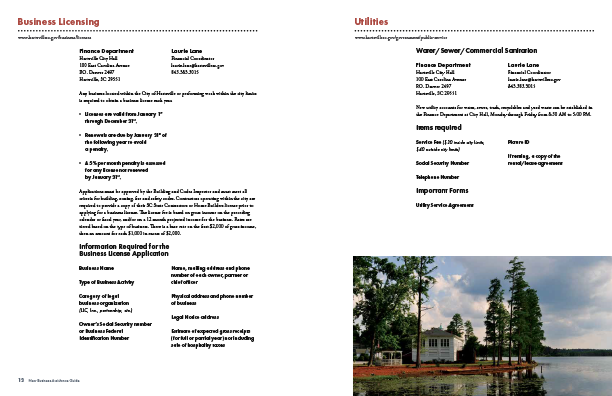 Business Licensing
www.hartsvillesc.gov/business/licenses
Finance Department
Hartsville City Hall
100 East Carolina Avenue
P.O. Drawer 2497
Hartsville, SC 29551
Laurie Lane
Financial Coordinator
laurie.lane@hartsvillesc.gov
843.383.3015
Any business located within the City of Hartsville or performing work within the city limits
is required to obtain a business license each year.
• Licenses are valid from January 1st
through December 31st.
• Renewals are due by January 31st of
the following year to avoid
a penalty.
• A 5% per month penalty is assessed
for any license not renewed
by January 31st.
Applications must be approved by the Building and Codes Inspector and must meet all
criteria for building, zoning, fire and safety codes. Contractors operating within the city are
required to provide a copy of their SC State Contractors or Home Builders license prior to
applying for a business license. The license fee is based on gross income on the preceding
calendar or fiscal year, and/or on a 12 months projected income for the business. Rates are
tiered based on the type of business. There is a base rate on the first $2,000 of gross income,
then an amount for each $1,000 in excess of $2,000.
Information Required for the
Business License Application
Business Name
Type of Business Activity
Category of legal
business organization
(LLC, Inc., partnership, etc.)
Owner's Social Security number
or Business Federal
Identification Number
Name, mailing address and phone
number of each owner, partner or
chief officer
Physical address and phone number
of business
Legal Notice address
Estimate of expected gross receipts
(for full or partial year) not including
sale of hospitality taxes
12 New Business Assistance Guide
Utilities
www.hartsvillesc.gov/government/public-service
Water/Sewer/Commercial Sanitation
Finance Department
Hartsville City Hall
100 East Carolina Avenue
P.O. Drawer 2497
Hartsville, SC 29551
Laurie Lane
Financial Coordinator
laurie.lane@hartsvillesc.gov
843.383.3015
New utility accounts for water, sewer, trash, recyclables and yard waste can be established in
the Finance Department at City Hall, Monday through Friday from 8:30 AM to 5:00 PM.
Items required
Service Fee ($30 inside city limits,
$60 outside city limits)
Social Security Number
Telephone Number
Picture ID
If renting, a copy of the
rental/lease agreement
Important Forms
Utility Service Agreement